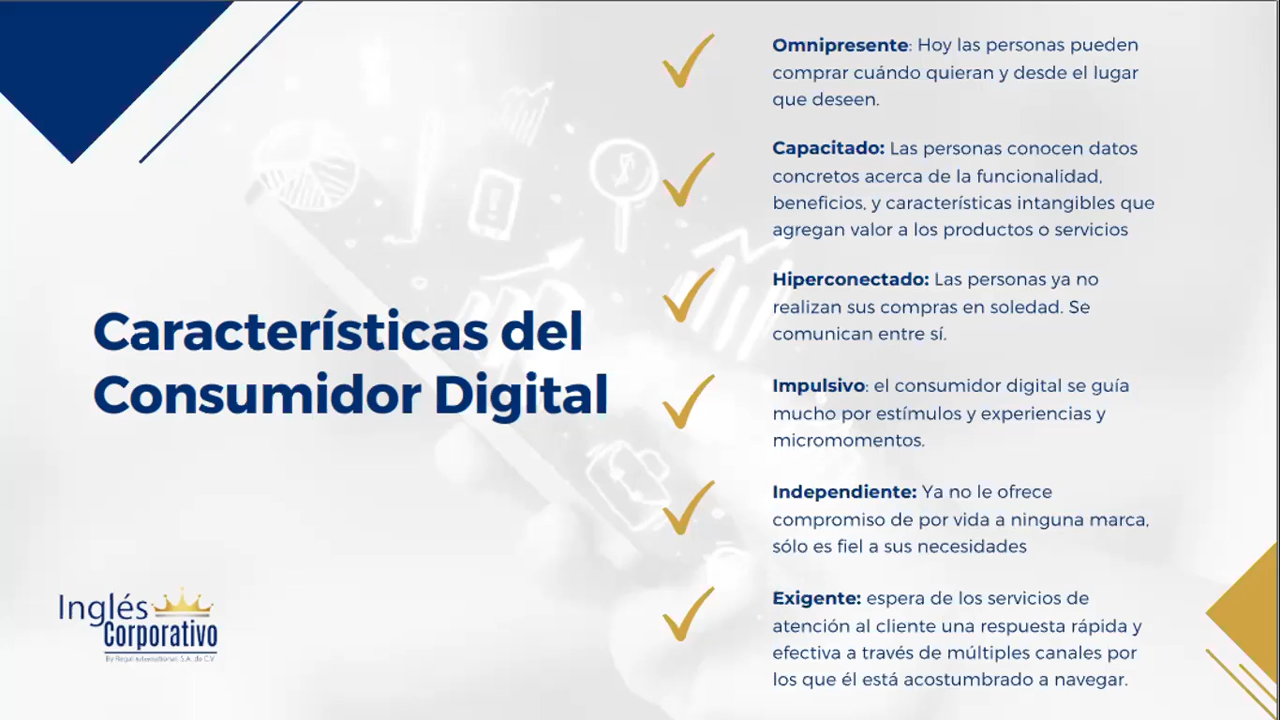 Características del
Consumidor Digital
Inglés
Corporativo
By Regal International S.A. de C.V
Omnipresente: Hoy las personas pueden
comprar cuándo quieran y desde el lugar
que deseen.
Capacitado: Las personas conocen datos
concretos acerca de la funcionalidad,
beneficios, y características intangibles que
agregan valor a los productos o servicios
Hiperconectado: Las personas ya no
realizan sus compras en soledad. Se
comunican entre sí.
Impulsivo: el consumidor digital se guía
mucho por estímulos y experiencias y
micromomentos.
Independiente: Ya no le ofrece
compromiso de por vida a ninguna marca,
sólo es fiel a sus necesidades
Exigente: espera de los servicios de
atención al cliente una respuesta rápida y
efectiva a través de múltiples canales por
los que él está acostumbrado a navegar.